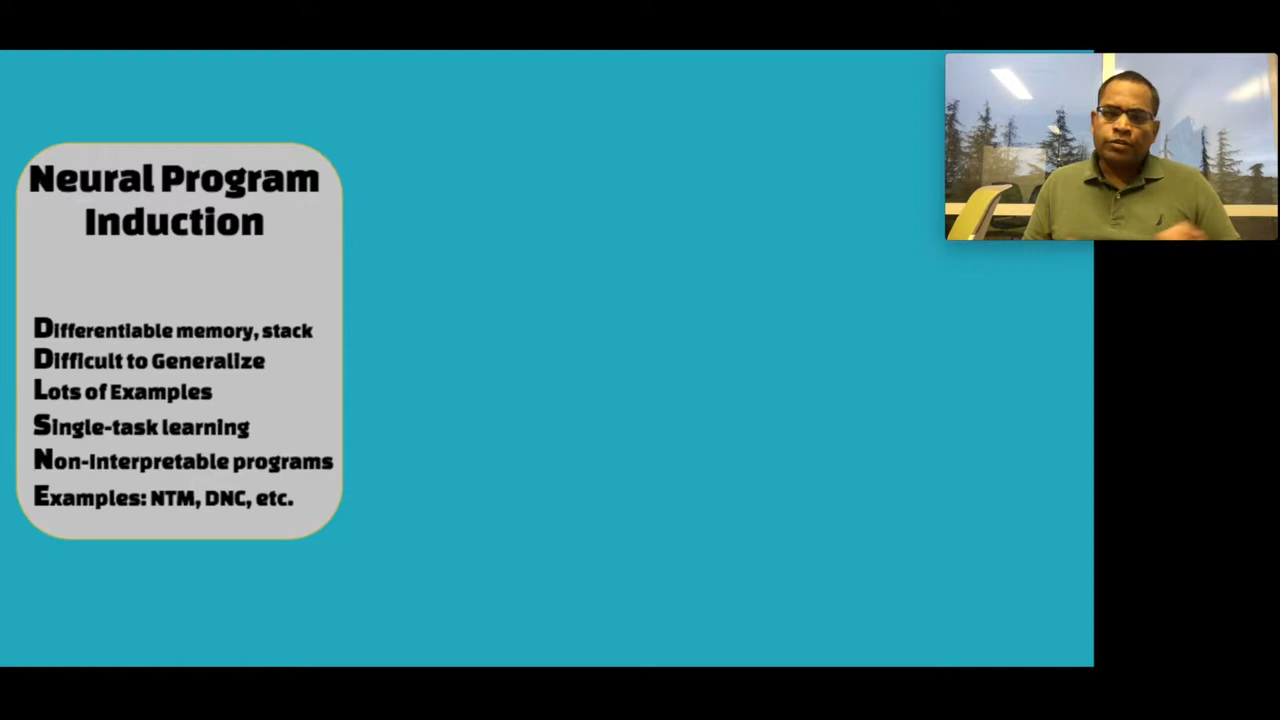 Neural Program
Induction
Differentiable memory, stack
Difficult to Generalize
Lots of Examples
Single-task learning
Non-Interpretable programs
Examples: NTM, DNC, etc.